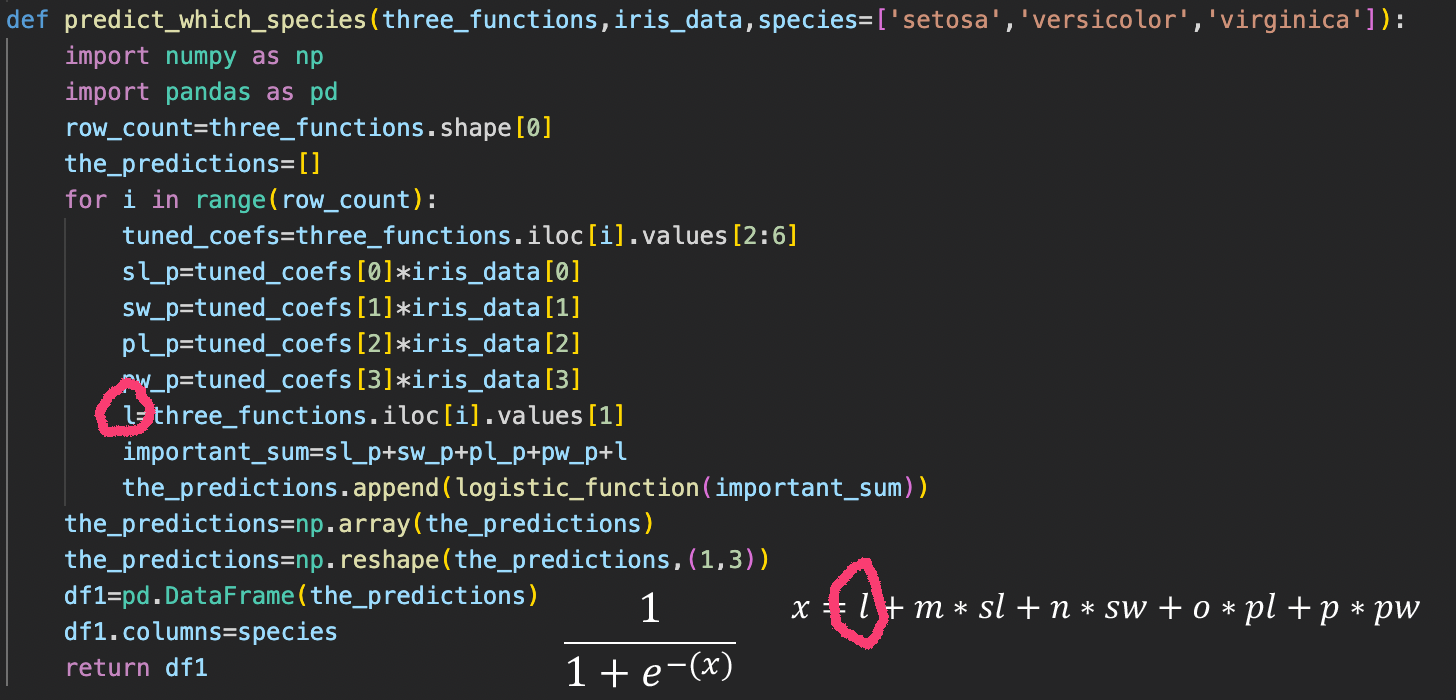 def predict_which_species(three_functions,iris_data,species=['setosa','versicolor','virginica']):
    import numpy as np
    import pandas as pd
    row_count=three_functions.shape[0]
    the_predictions=[]
    for i in range(row_count):
        tuned_coefs=three_functions.iloc[i].values[2:6]
        sl_p=tuned_coefs[0]*iris_data[0]
        sw_p=tuned_coefs[1]*iris_data[1]
        pl_p=tuned_coefs[2]*iris_data[2]
        pw_p=tuned_coefs[3]*iris_data[3]
        l=three_functions.iloc[i].values[1]
        important_sum=sl_p+sw_p+pl_p+pw_p+l
        the_predictions.append(logistic_function(important_sum))
    the_predictions=np.array(the_predictions)
    the_predictions=np.reshape(the_predictions,(1,3))
    df1=pd.DataFrame(the_predictions)
    df1.columns=species
    return df1
1
1 + e^{-(x)}
x = l + m * sl + n * sw + o * pl + p * pw